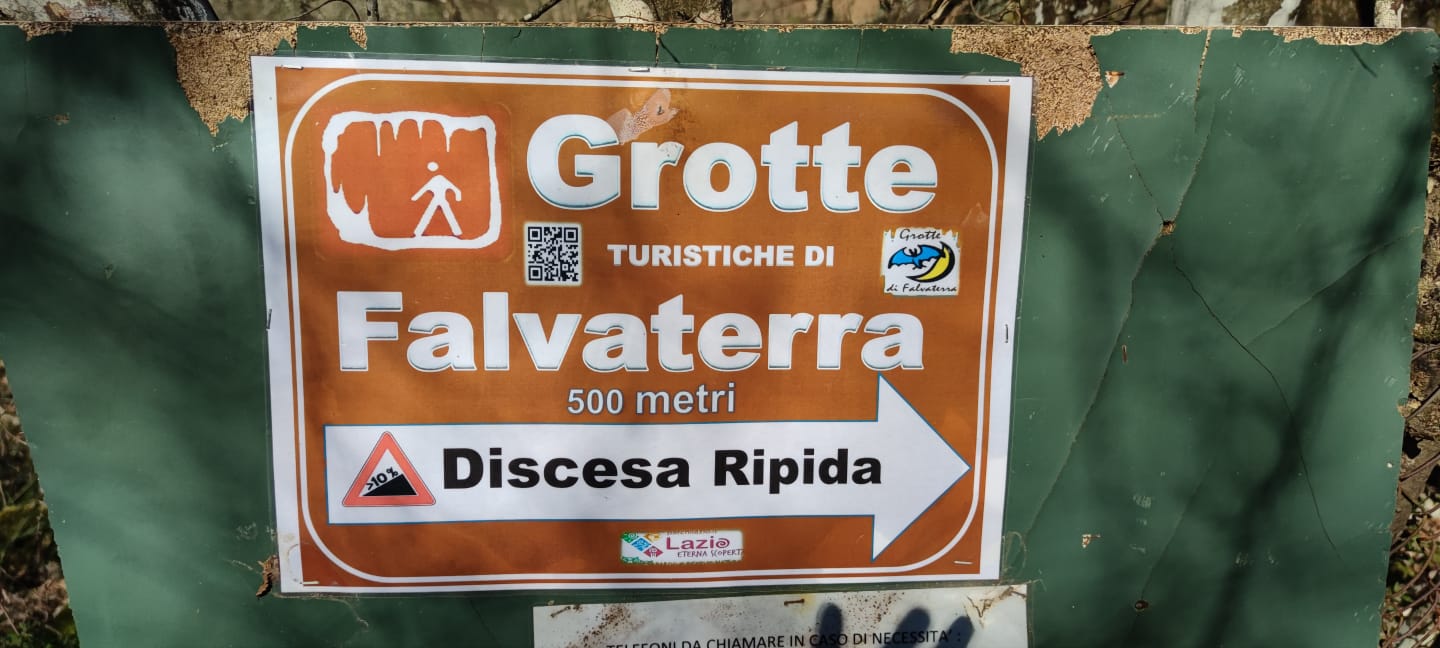 Grotte
TURISTICHE DI
Grotte
di Falvaterra
Falvaterra
500 metri
>10%
Discesa Ripida
Lazio
ETERNA SCOPERTA
TELEFONI DA CHIAMARE IN CASO DI NECESSITA' :